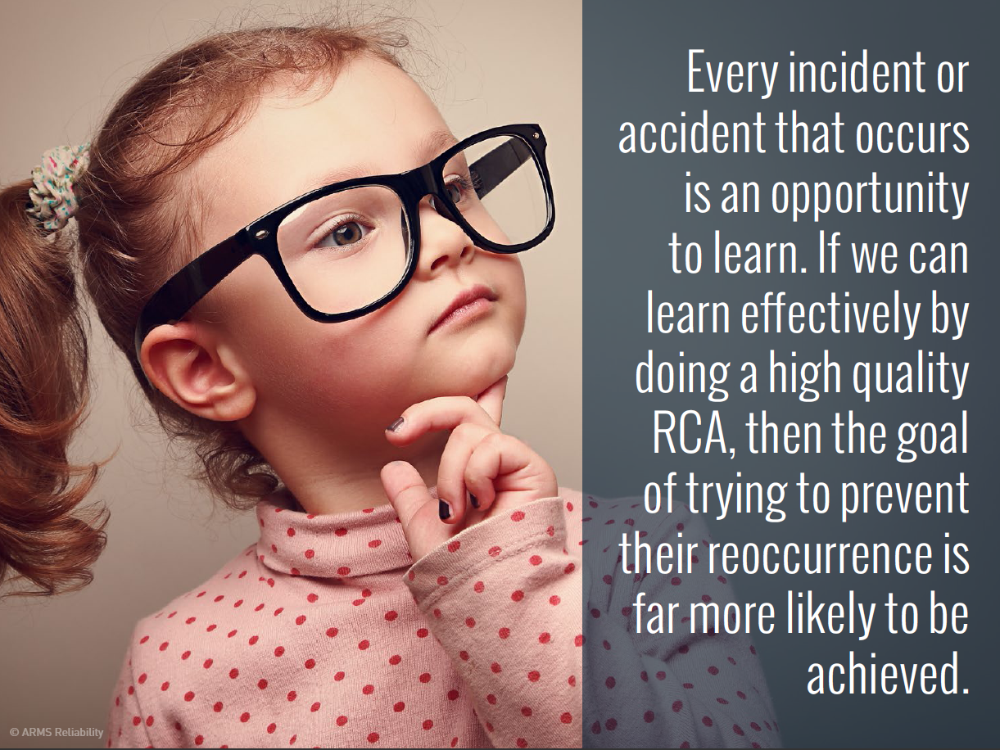 Every incident or
accident that occurs
is an opportunity
to learn. If we can
learn effectively by
doing a high quality
RCA, then the goal
of trying to prevent
their reoccurrence is
far more likely to be
achieved.
© ARMS Reliability